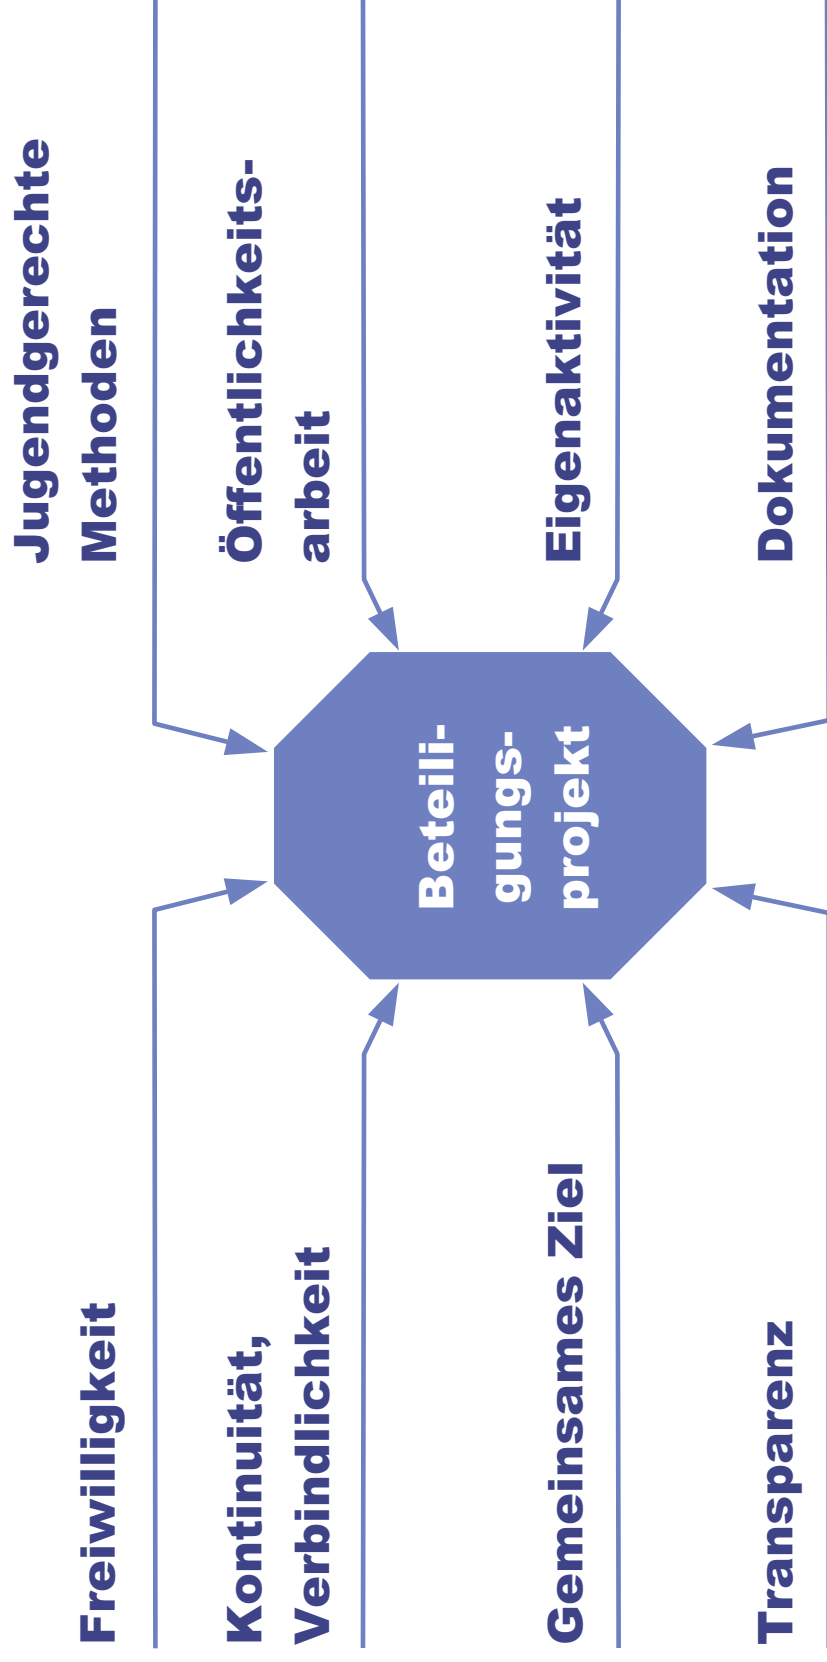 Freiwilligkeit
Kontinuität,
Verbindlichkeit
Gemeinsames Ziel
Transparenz
Beteili-
gungs-
projekt
Jugendgerechte
Methoden
Öffentlichkeits-
arbeit
Eigenaktivität
Dokumentation